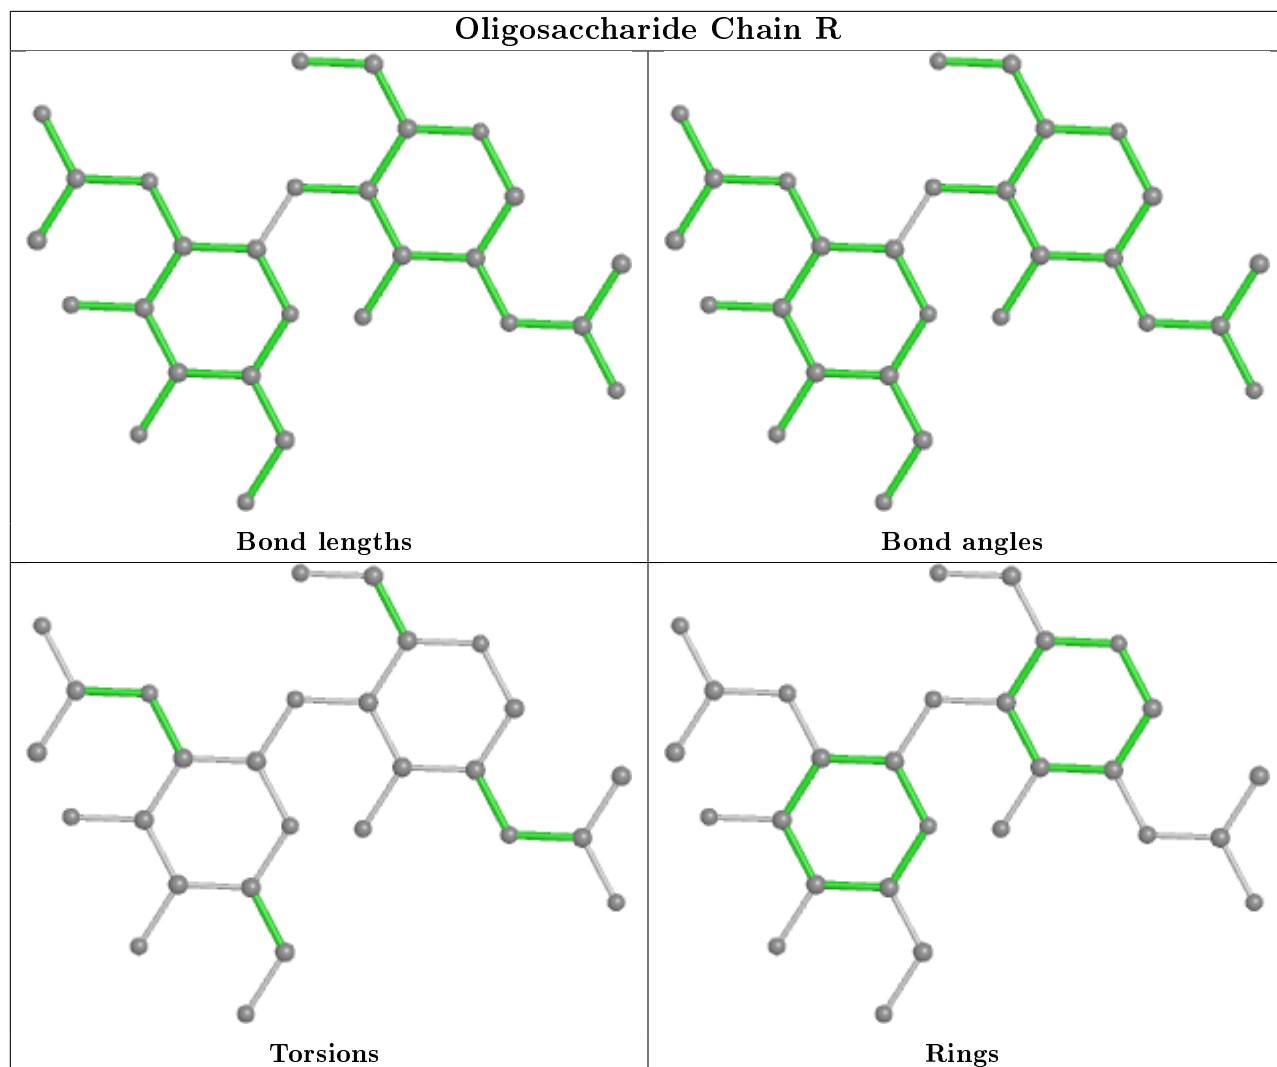 Oligosaccharide Chain R
Bond lengths
Bond angles
Torsions
Rings